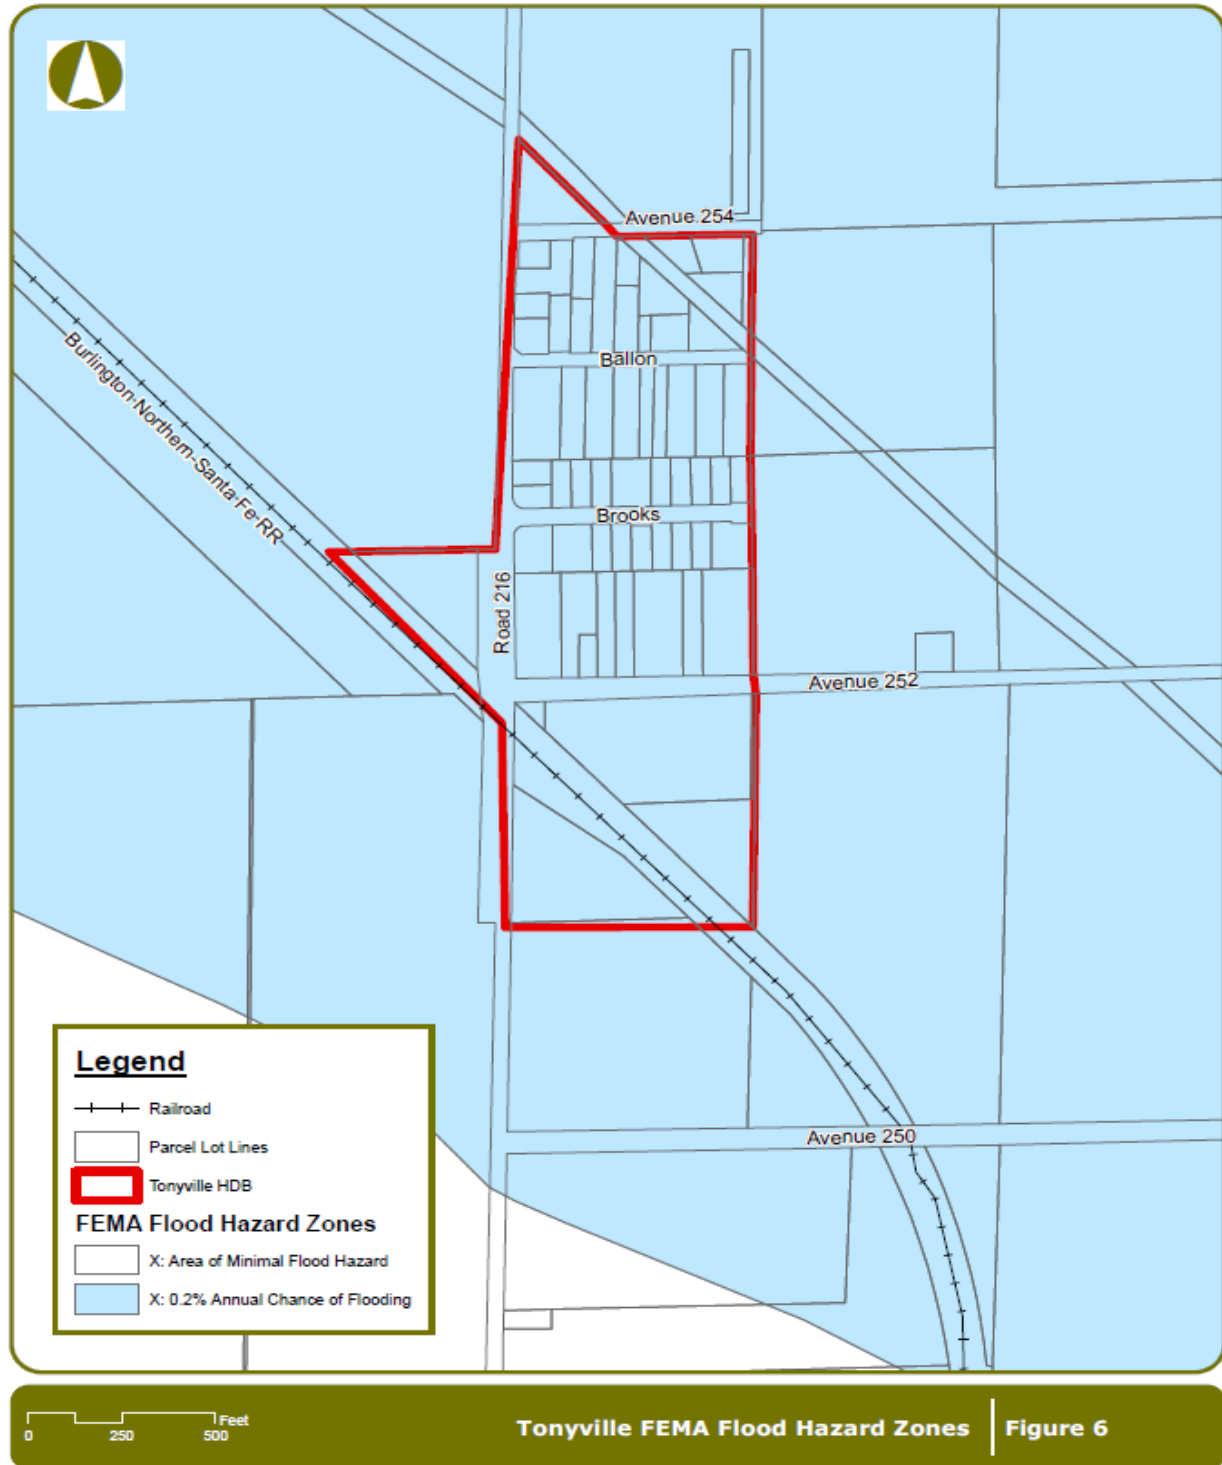 Avenue 254
Ballon
Burlington-Northern-Santa Fe RR
Brooks
Road 216
Avenue 252
Avenue 250
Legend
Railroad
Parcel Lot Lines
Tonyville HDB
FEMA Flood Hazard Zones
X: Area of Minimal Flood Hazard
X: 0.2% Annual Chance of Flooding
Feet
0 250 500
Tonyville FEMA Flood Hazard Zones
Figure 6